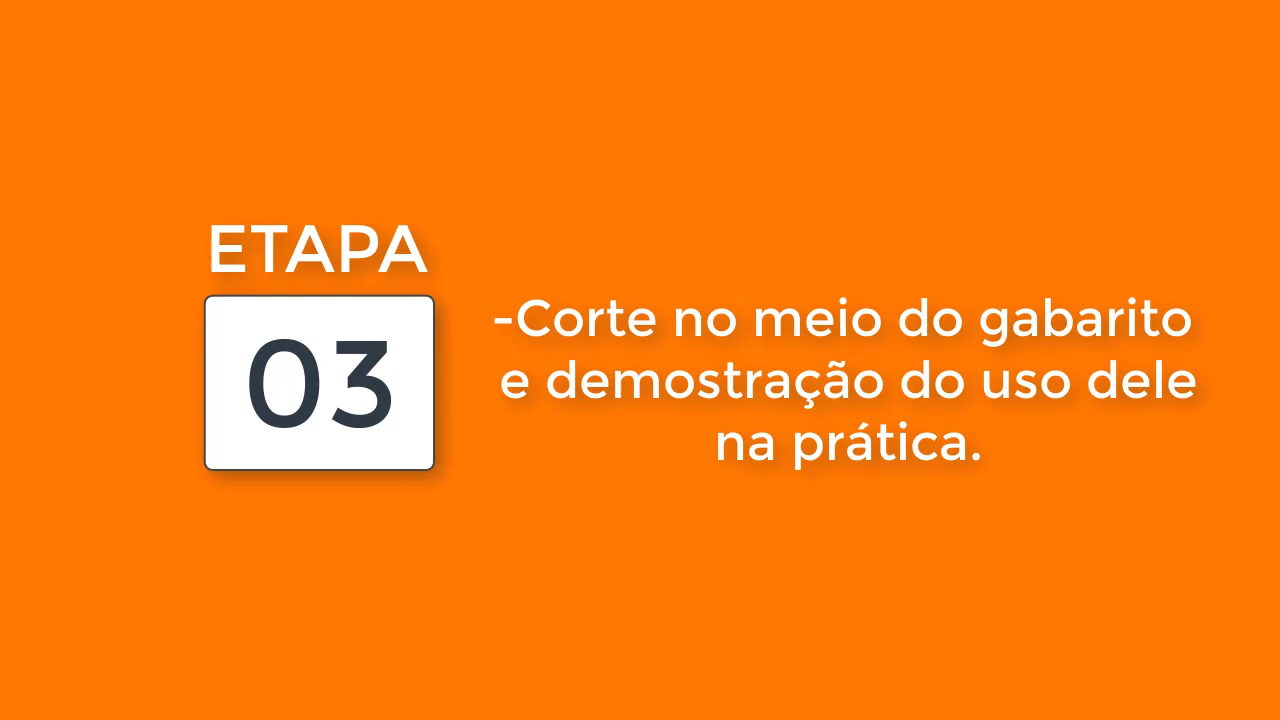 ETAPA
03
-Corte no meio do gabarito
e demostração do uso dele
na prática.